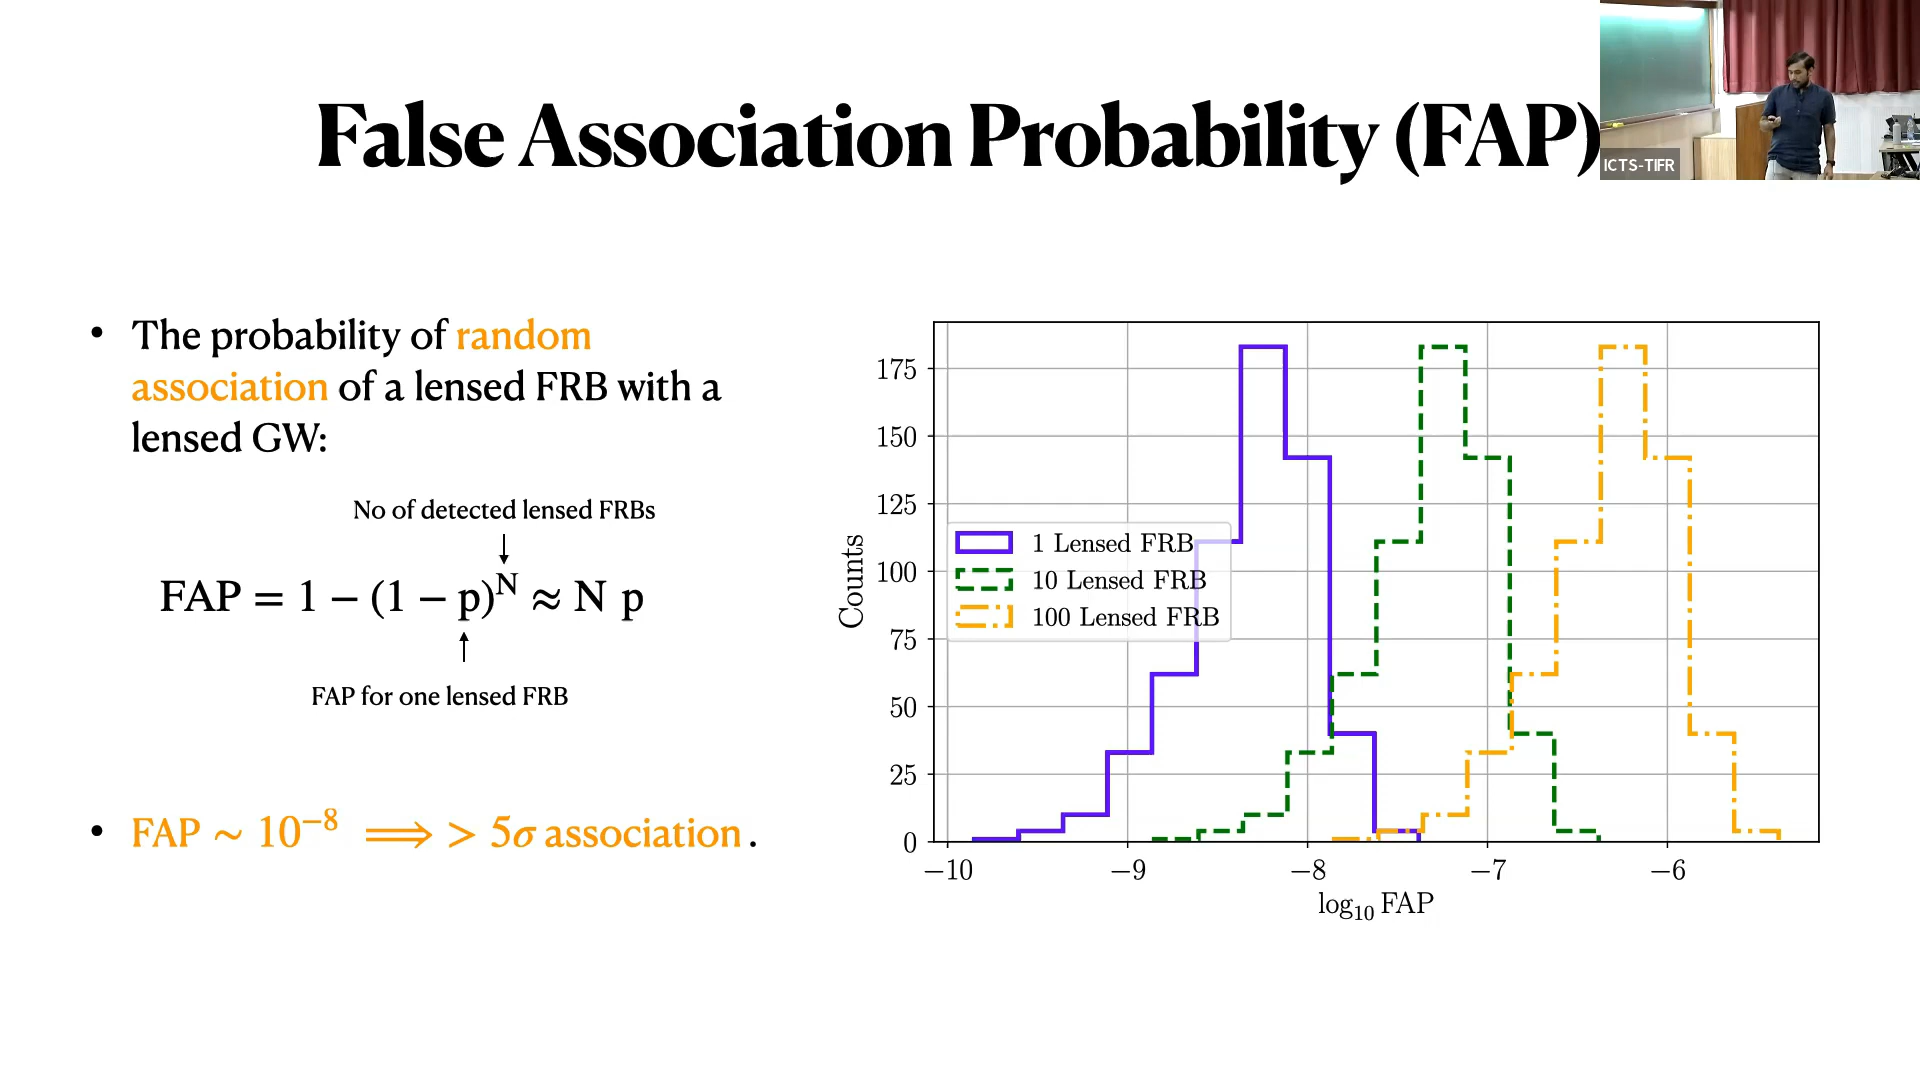 False Association Probability (FAP)
ICTS-TIFR
• The probability of random
association of a lensed FRB with a
lensed GW:
No of detected lensed FRBs
FAP = 1 − (1 − p)^N ≈ N p
FAP for one lensed FRB
• FAP ∼ 10^−8 ⟹ > 5σ association.
175
150
125
100
75
50
25
0
Counts
1 Lensed FRB
10 Lensed FRB
100 Lensed FRB
−10 −9 −8 −7 −6
log₁₀ FAP